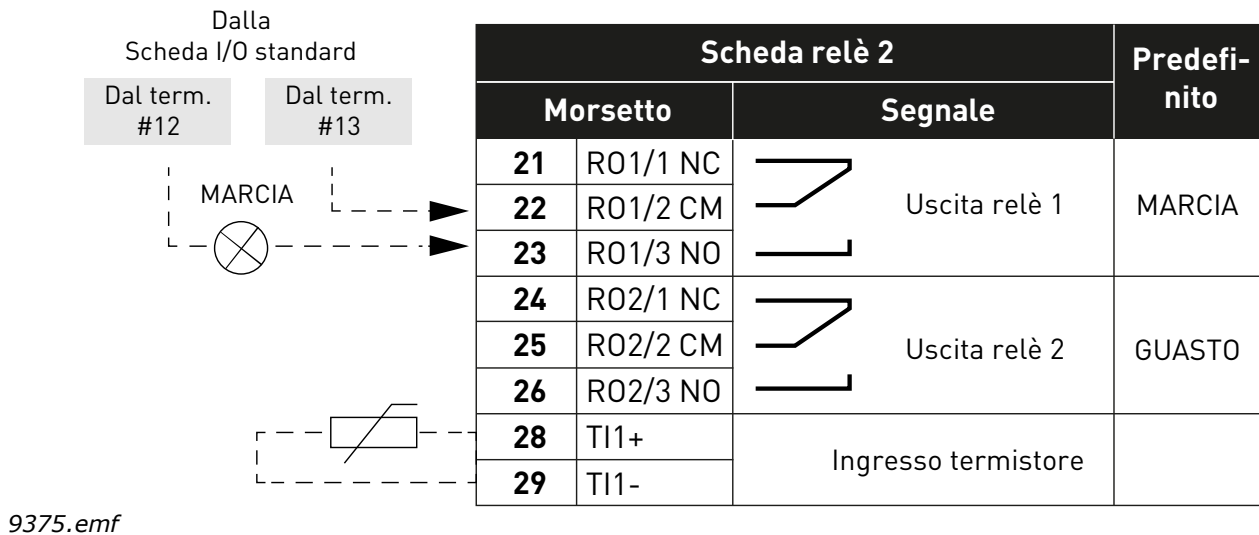 Dalla
Scheda I/O standard
Dal term.
#12
Dal term.
#13
MARCIA
Scheda relè 2
Predefi-
nito
Morsetto
Segnale
21 RO1/1 NC
22 RO1/2 CM
23 RO1/3 NO
Uscita relè 1
MARCIA
24 RO2/1 NC
25 RO2/2 CM
26 RO2/3 NO
Uscita relè 2
GUASTO
28 TI1+
29 TI1-
Ingresso termistore
9375.emf